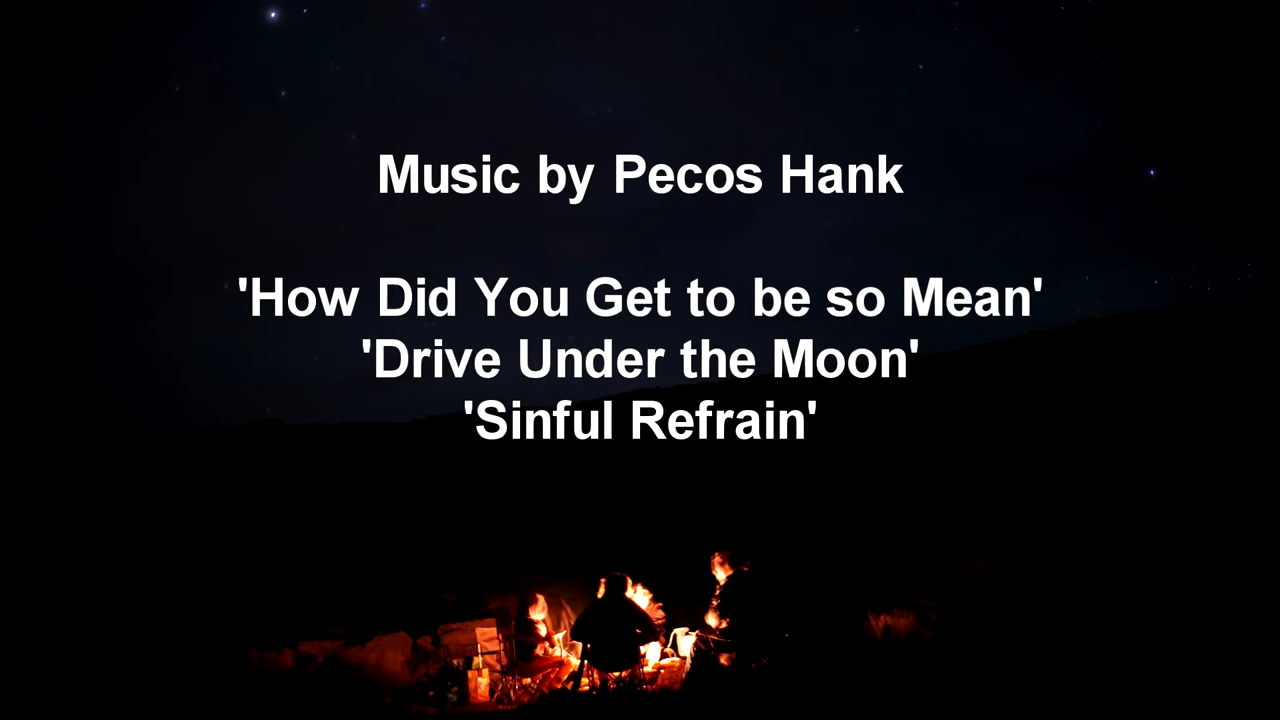 Music by Pecos Hank
'How Did You Get to be so Mean'
'Drive Under the Moon'
'Sinful Refrain'